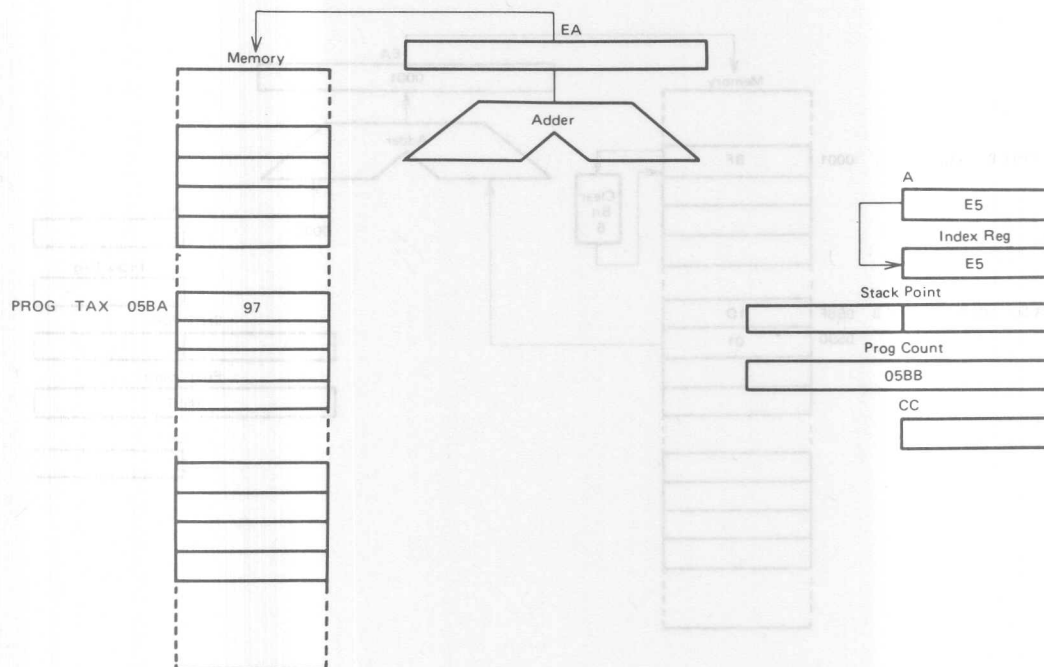 EA
Memory
Adder
A
E5
Index Reg
E5
Stack Point
PROG TAX 05BA 97
Prog Count
05BB
CC